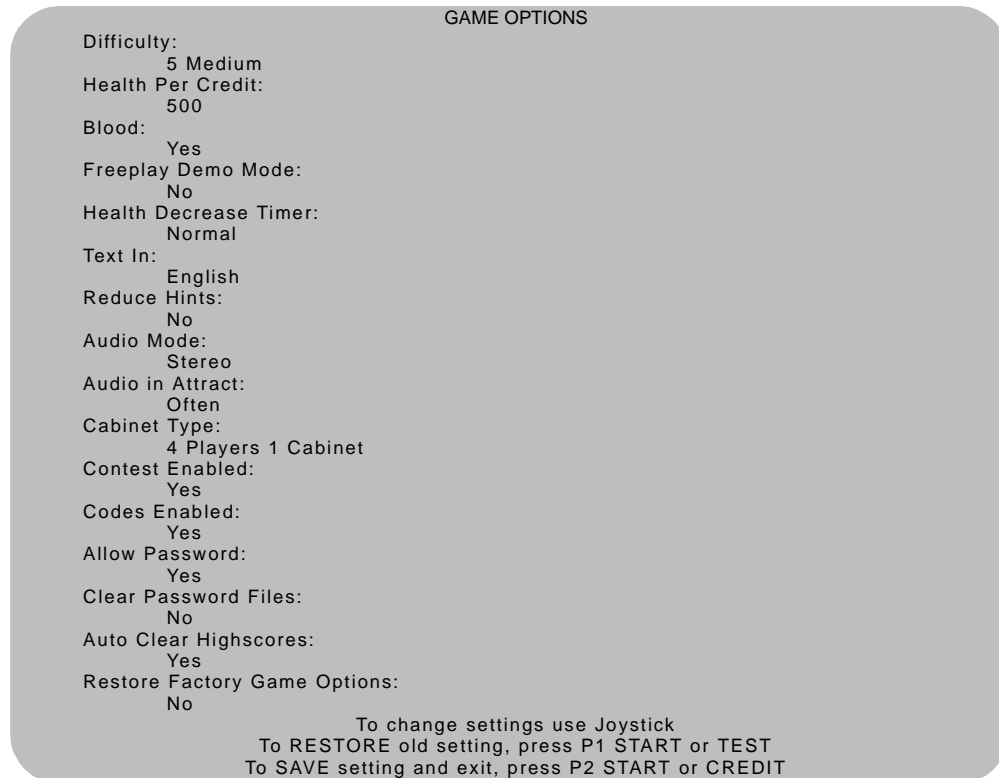 GAME OPTIONS
Difficulty:
5 Medium
Health Per Credit:
500
Blood:
Yes
Freeplay Demo Mode:
No
Health Decrease Timer:
Normal
Text In:
English
Reduce Hints:
No
Audio Mode:
Stereo
Audio in Attract:
Often
Cabinet Type:
4 Players 1 Cabinet
Contest Enabled:
Yes
Codes Enabled:
Yes
Allow Password:
Yes
Clear Password Files:
No
Auto Clear Highscores:
Yes
Restore Factory Game Options:
No
To change settings use Joystick
To RESTORE old setting, press P1 START or TEST
To SAVE setting and exit, press P2 START or CREDIT